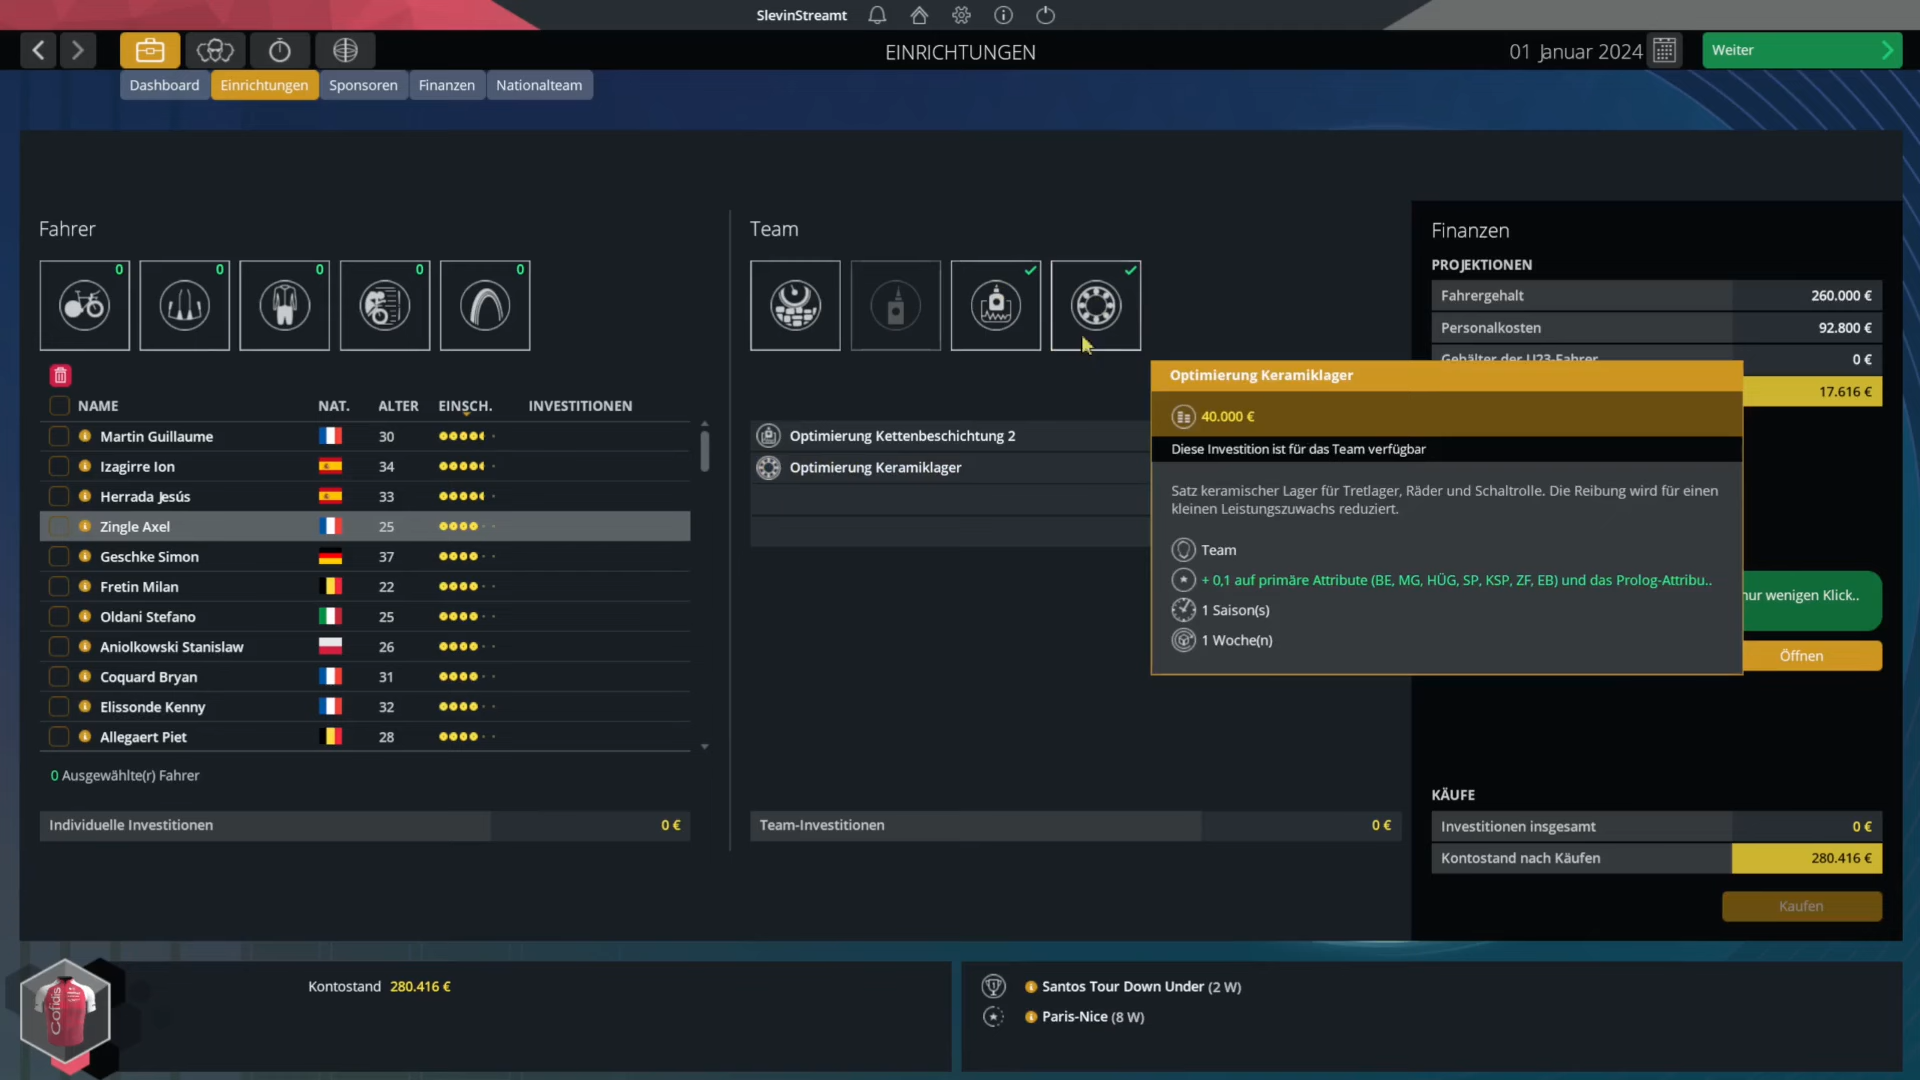 SlevinStreamt
EINRICHTUNGEN
01 Januar 2024
Weiter
Dashboard
Einrichtungen
Sponsoren
Finanzen
Nationalteam
Fahrer
0
0
0
0
0
NAME NAT. ALTER EINSCH. INVESTITIONEN
Martin Guillaume 30
Izagirre Ion 34
Herrada Jesús 33
Zingle Axel 25
Geschke Simon 37
Fretin Milan 22
Oldani Stefano 25
Aniolkowski Stanislaw 26
Coquard Bryan 31
Elissonde Kenny 32
Allegaert Piet 28
0 Ausgewählte(r) Fahrer
Individuelle Investitionen 0 €
Team
Optimierung Kettenbeschichtung 2
Optimierung Keramiklager
Team-Investitionen 0 €
Optimierung Keramiklager
40.000 €
Diese Investition ist für das Team verfügbar
Satz keramischer Lager für Tretlager, Räder und Schaltrolle. Die Reibung wird für einen
kleinen Leistungszuwachs reduziert.
Team
+ 0,1 auf primäre Attribute (BE, MG, HÜG, SP, KSP, ZF, EB) und das Prolog-Attribu..
1 Saison(s)
1 Woche(n)
Finanzen
PROJEKTIONEN
Fahrergehalt 260.000 €
Personalkosten 92.800 €
Gehälter der U23-Fahrer 0 €
17.616 €
nur wenigen Klick..
Öffnen
KÄUFE
Investitionen insgesamt 0 €
Kontostand nach Käufen 280.416 €
Kaufen
Cofidis
Kontostand 280.416 €
Santos Tour Down Under (2 W)
Paris-Nice (8 W)